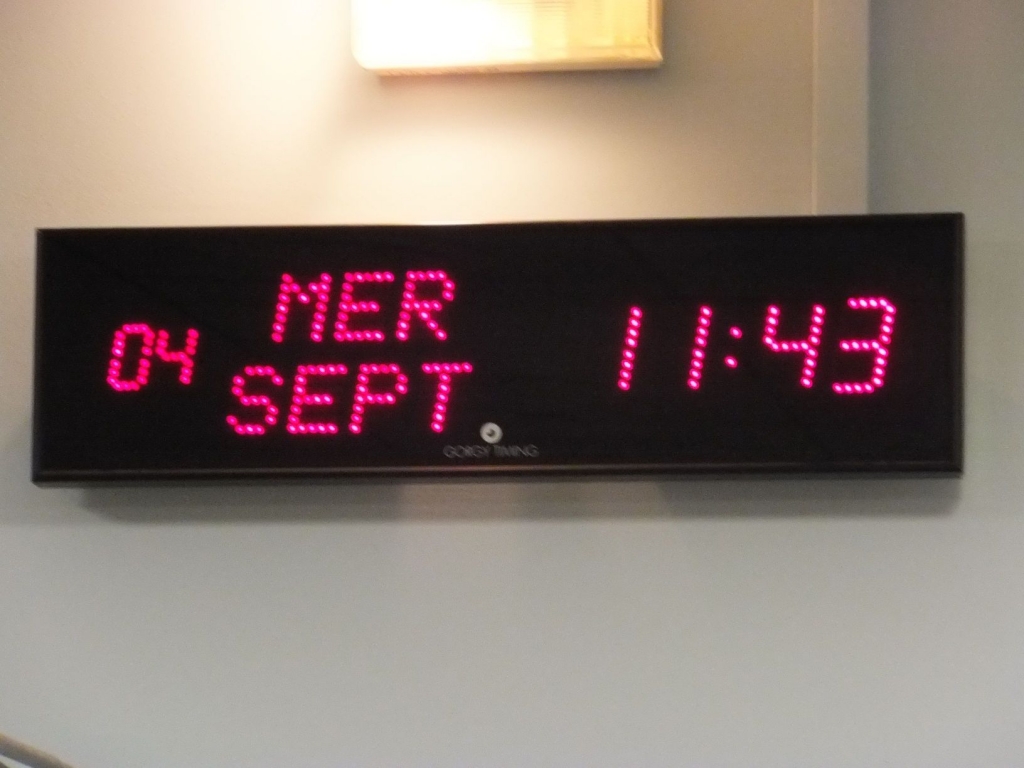 MER
04 11:43
SEPT
GORGY TIMING